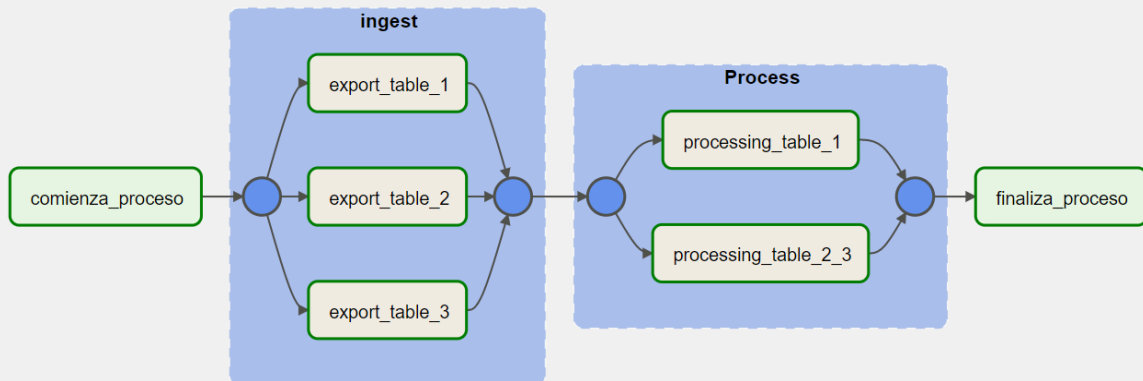 ingest
export_table_1
Process
processing_table_1
comienza_proceso
export_table_2
finaliza_proceso
processing_table_2_3
export_table_3